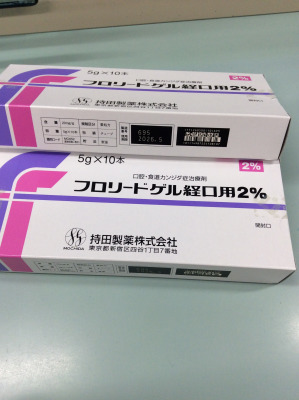 5g×10本
2%
口腔・食道カンジダ症治療剤
フロリードゲル経口用2%
持田製薬株式会社
695
2026.5
5g×10本
口腔・食道カンジダ症治療剤
2%
フロリードゲル経口用2%
開封口
MOCHIDA
持田製薬株式会社
東京都新宿区四谷1丁目7番地